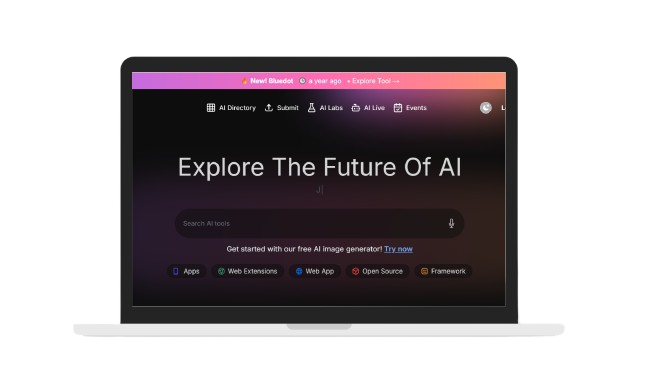 New! Bluedot a year ago • Explore Tool →
AI Directory Submit AI Labs AI Live Events L
Explore The Future Of AI
J|
Search AI tools
Get started with our free AI image generator! Try now
Apps Web Extensions Web App Open Source Framework